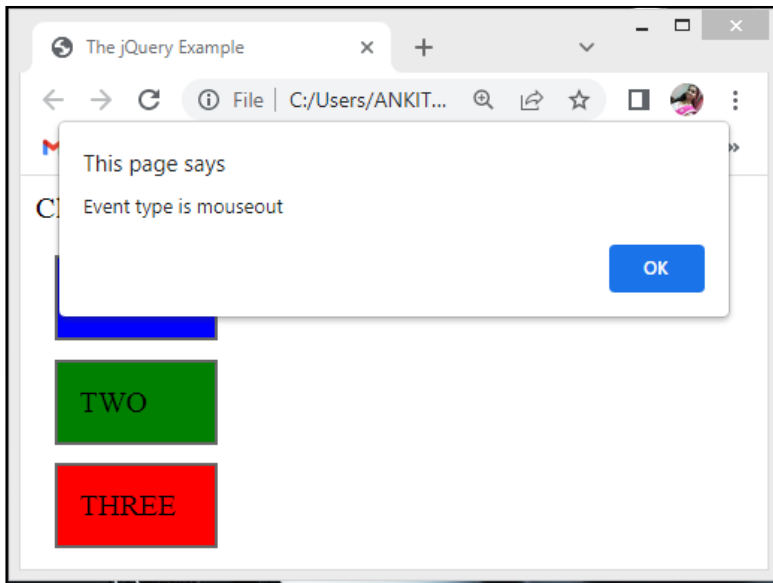 The jQuery Example
File C:/Users/ANKIT...
This page says
Event type is mouseout
OK
TWO
THREE